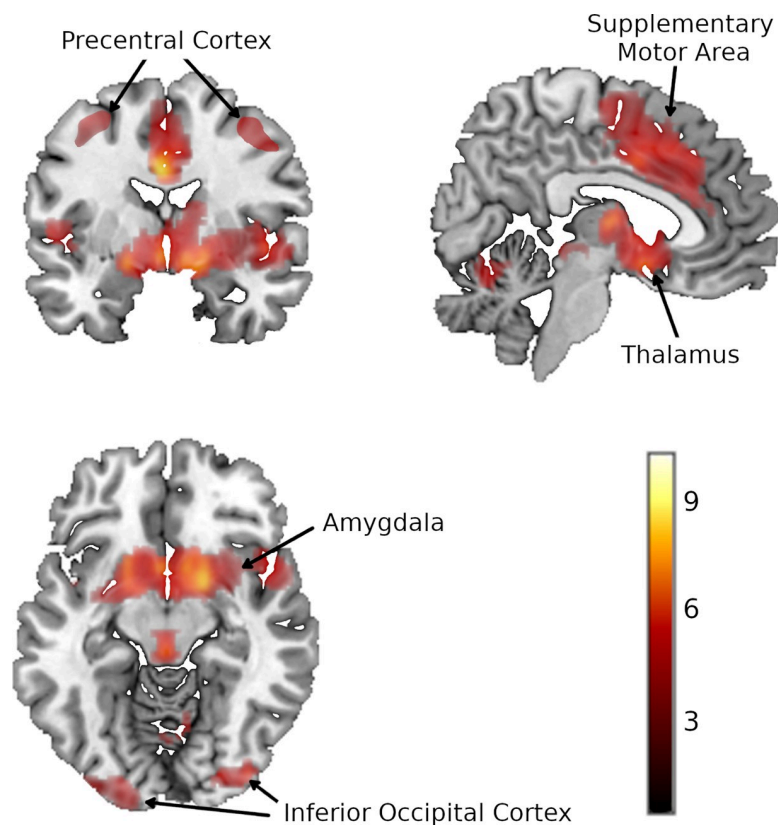 Precentral Cortex
Supplementary
Motor Area
Thalamus
Amygdala
9
6
3
Inferior Occipital Cortex